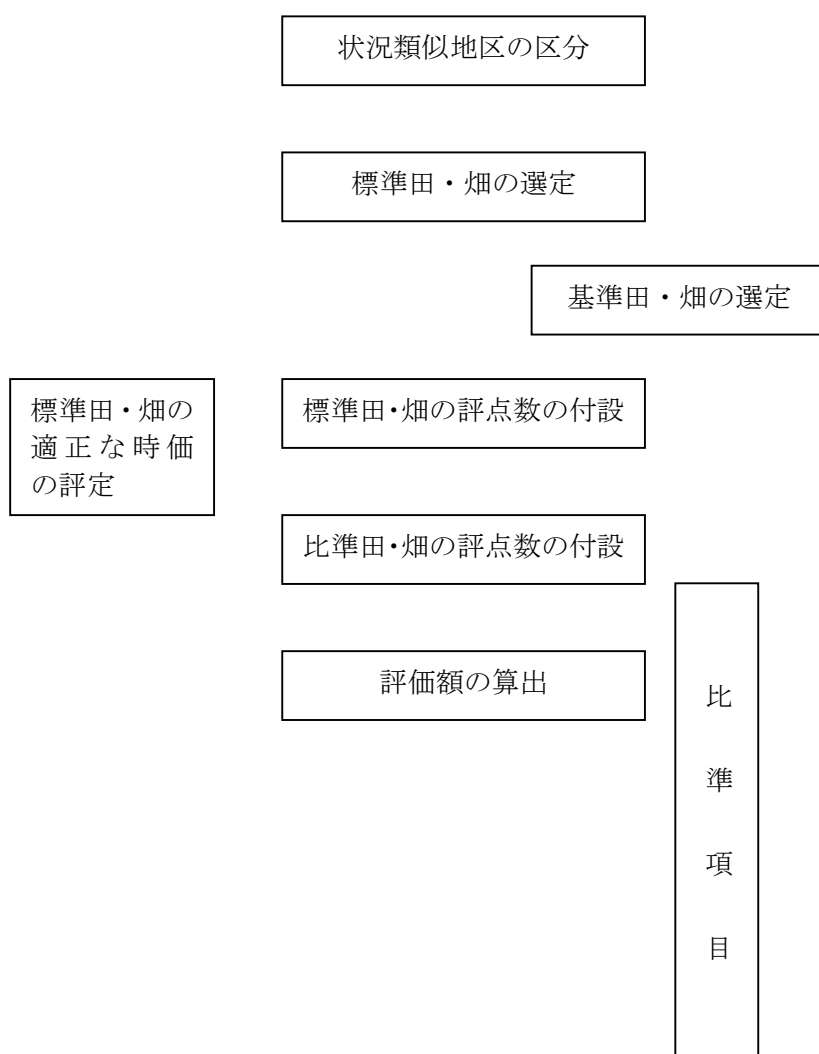 状況類似地区の区分
標準田・畑の選定
基準田・畑の選定
標準田・畑の
適正な時価
の評定
標準田・畑の評点数の付設
比準田・畑の評点数の付設
評価額の算出
比
準
項
目